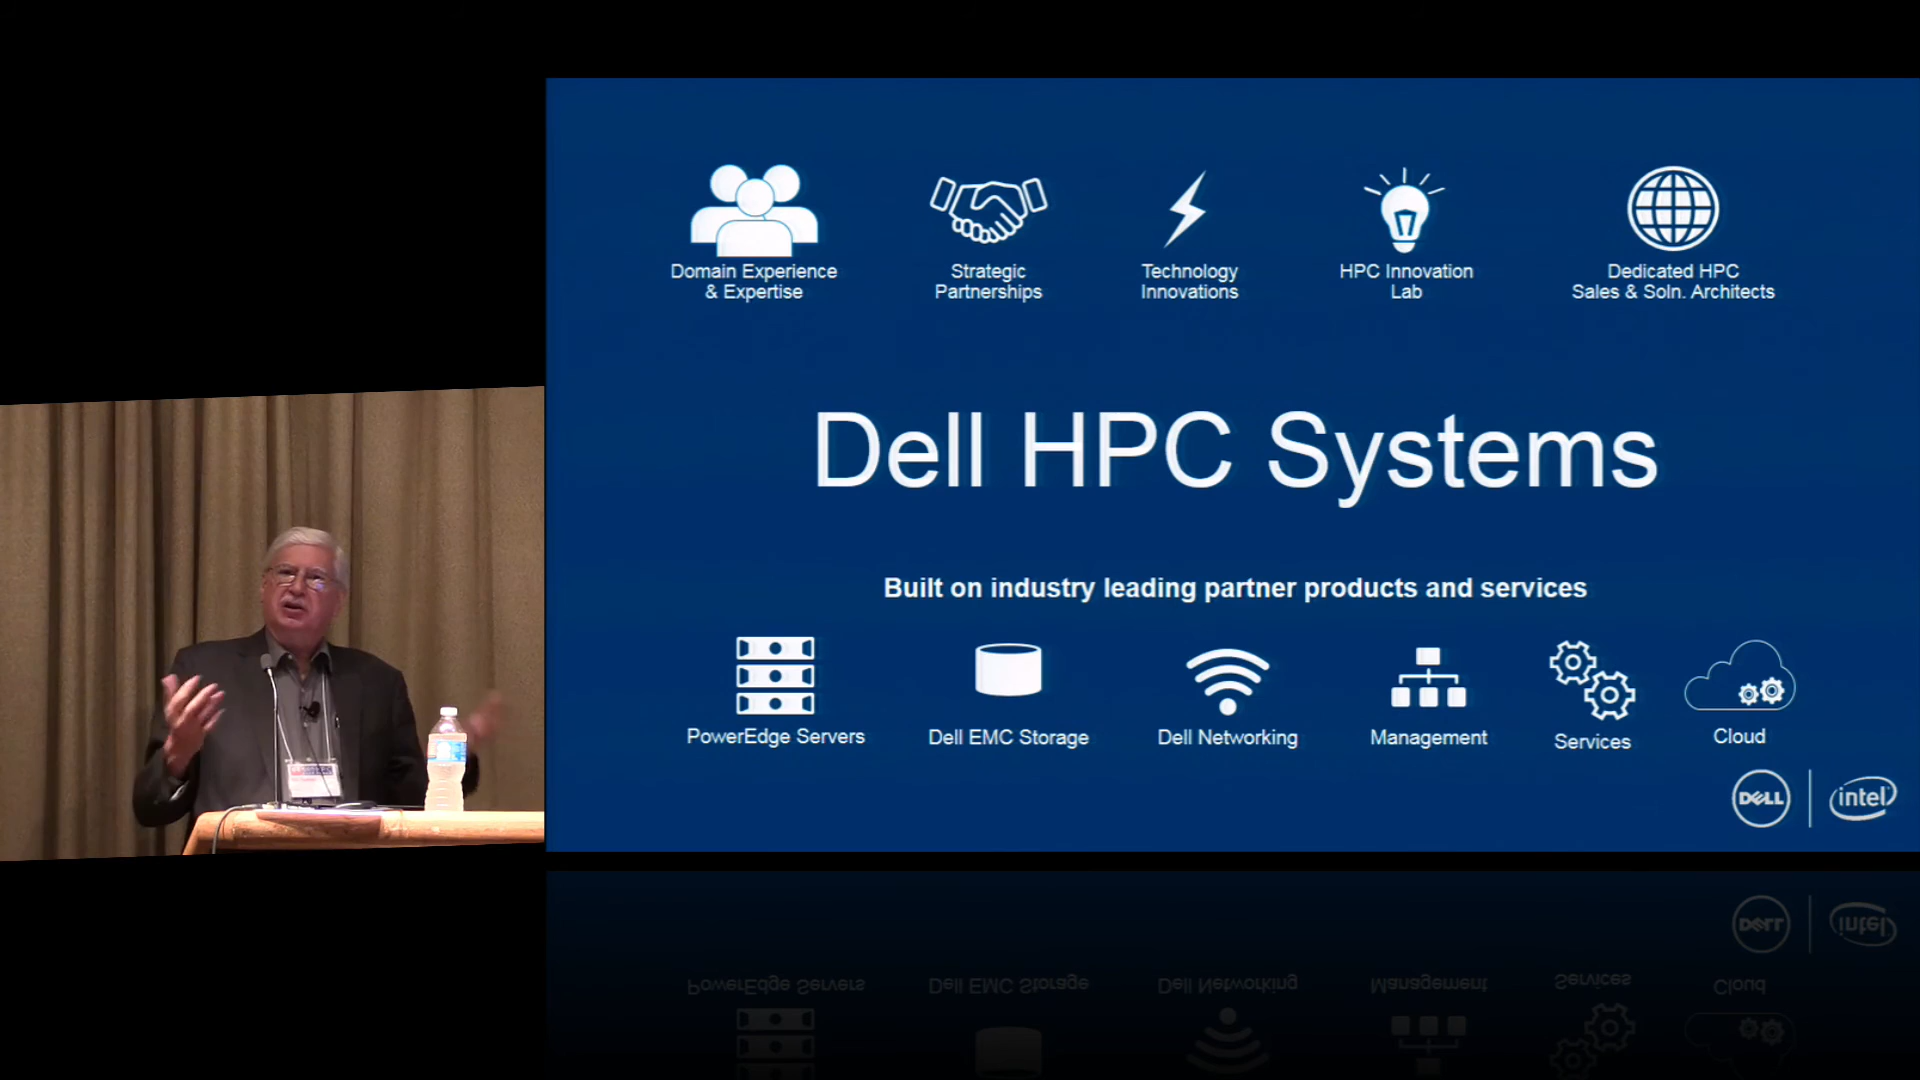 Domain Experience
& Expertise
Strategic
Partnerships
Technology
Innovations
HPC Innovation
Lab
Dedicated HPC
Sales & Soln. Architects
Dell HPC Systems
Built on industry leading partner products and services
PowerEdge Servers
Dell EMC Storage
Dell Networking
Management
Services
Cloud
DELL
intel